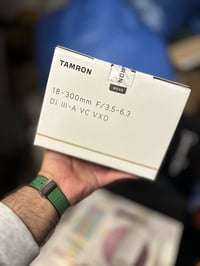 TAMRON
18-300mm F/3.5-6.3
Di III-A VC VXD